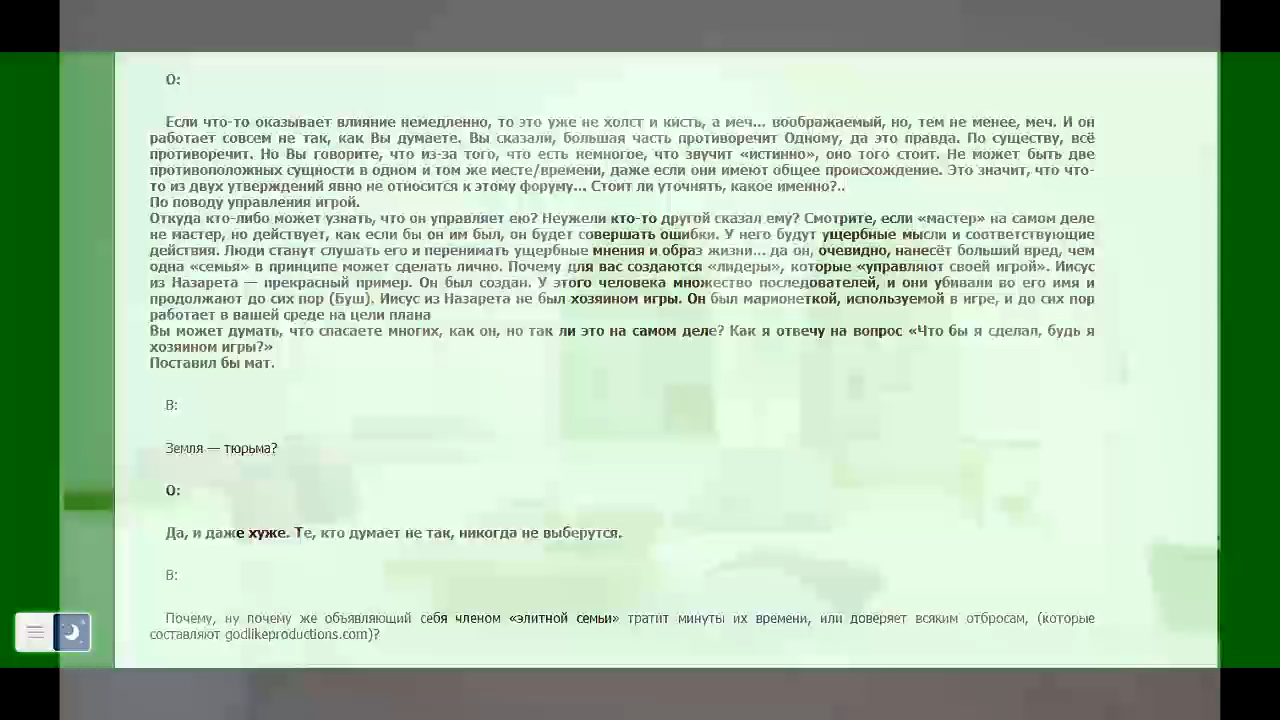 О:
Если что-то оказывает влияние немедленно, то это уже не холст и кисть, а меч... воображаемый, но, тем не менее, меч. И он
работает совсем не так, как Вы думаете. Вы сказали, большая часть противоречит Одному, да это правда. По существу, всё
противоречит. Но Вы говорите, что из-за того, что есть немногое, что звучит «истинно», оно того стоит. Не может быть две
противоположных сущности в одном и том же месте/времени, даже если они имеют общее происхождение. Это значит, что что-
то из двух утверждений явно не относится к этому форуму... Стоит ли уточнять, какое именно?..
По поводу управления игрой.
Откуда кто-либо может узнать, что он управляет ею? Неужели кто-то другой сказал ему? Смотрите, если «мастер» на самом деле
не мастер, но действует, как если бы он им был, он будет совершать ошибки. У него будут ущербные мысли и соответствующие
действия. Люди станут слушать его и перенимать ущербные мнения и образ жизни... да он, очевидно, нанесёт больший вред, чем
одна «семья» в принципе может сделать лично. Почему для вас создаются «лидеры», которые «управляют своей игрой». Иисус
из Назарета — прекрасный пример. Он был создан. У этого человека множество последователей, и они убивали во его имя и
продолжают до сих пор (Буш). Иисус из Назарета не был хозяином игры. Он был марионеткой, используемой в игре, и до сих пор
работает в вашей среде на цели плана
Вы может думать, что спасаете многих, как он, но так ли это на самом деле? Как я отвечу на вопрос «Что бы я сделал, будь я
хозяином игры?»
Поставил бы мат.
В:
Земля — тюрьма?
О:
Да, и даже хуже. Те, кто думает не так, никогда не выберутся.
В:
Почему, ну почему же объявляющий себя членом «элитной семьи» тратит минуты их времени, или доверяет всяким отбросам, (которые
составляют godlikeproductions.com)?